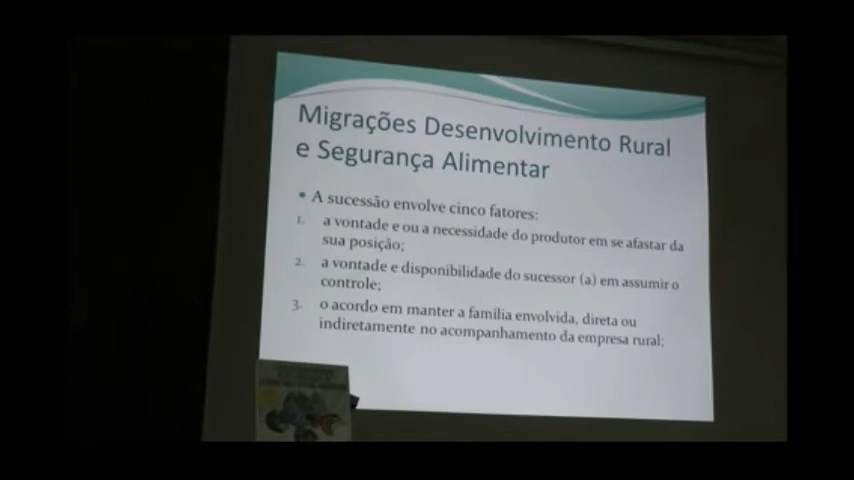 Migrações Desenvolvimento Rural
e Segurança Alimentar
• A sucessão envolve cinco fatores:
1. a vontade e ou a necessidade do produtor em se afastar da
sua posição;
2. a vontade e disponibilidade do sucessor (a) em assumir o
controle;
3. o acordo em manter a família envolvida, direta ou
indiretamente no acompanhamento da empresa rural;